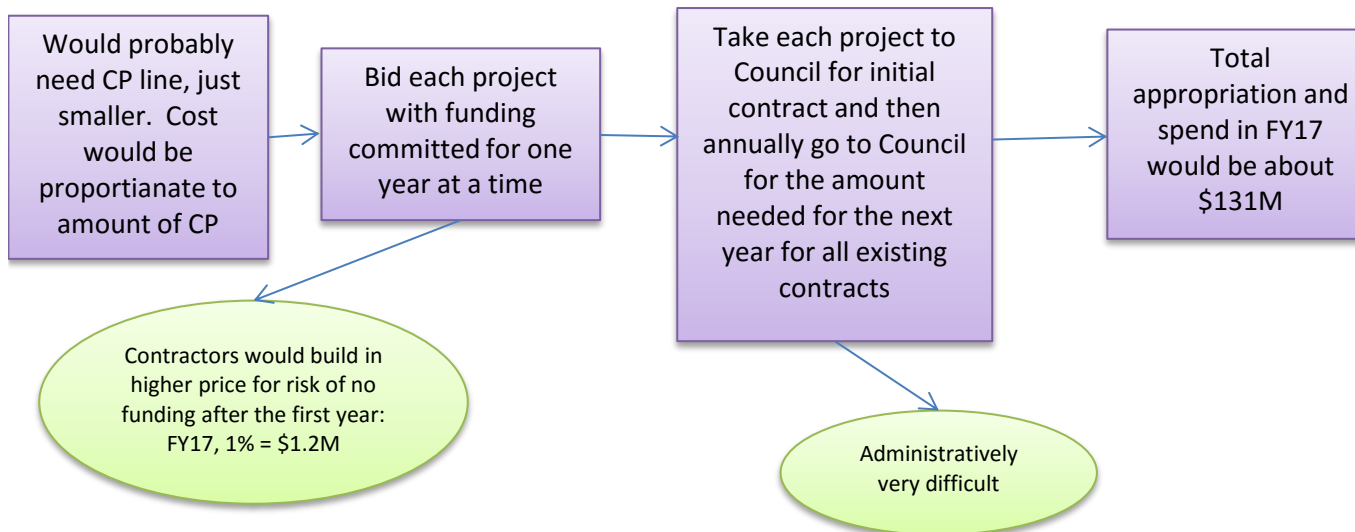 Would probably
need CP line, just
smaller.  Cost
would be
proportianate to
amount of CP
Bid each project
with funding
committed for one
year at a time
Take each project to
Council for initial
contract and then
annually go to Council
for the amount
needed for the next
year for all existing
contracts
Total
appropriation and
spend in FY17
would be about
$131M
Contractors would build in
higher price for risk of no
funding after the first year:
FY17, 1% = $1.2M
Administratively
very difficult